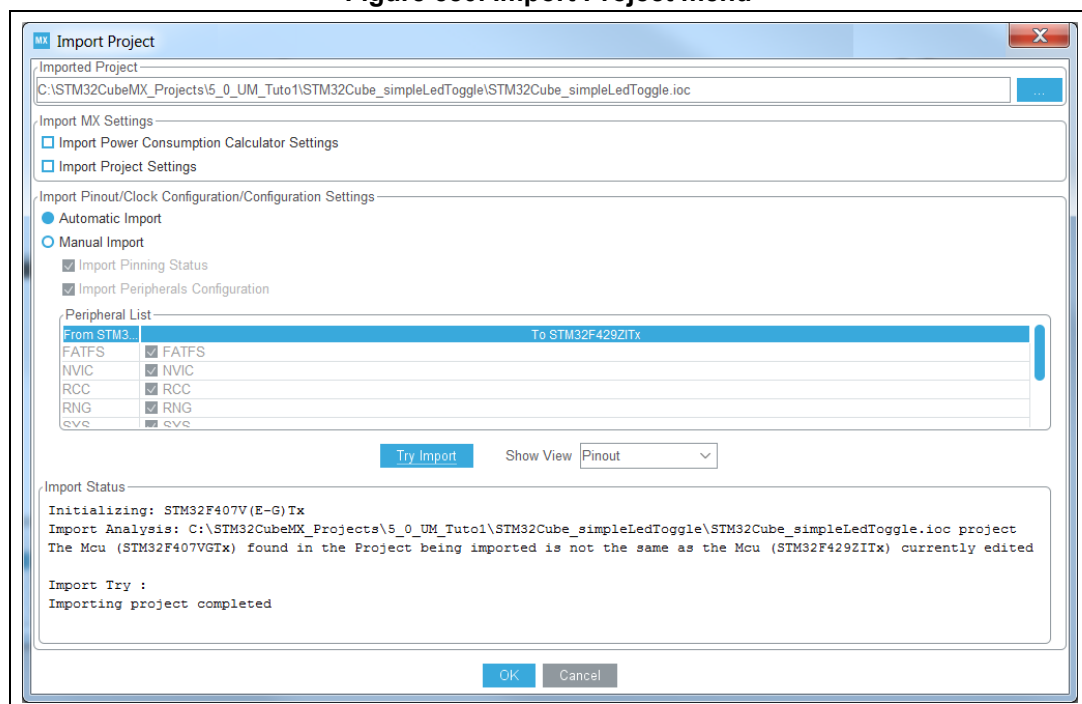 MX Import Project
X
Imported Project
C:\STM32CubeMX_Projects\5_0_UM_Tuto1\STM32Cube_simpleLedToggle\STM32Cube_simpleLedToggle.ioc
...
Import MX Settings
Import Power Consumption Calculator Settings
Import Project Settings
Import Pinout/Clock Configuration/Configuration Settings
Automatic Import
Manual Import
Import Pinning Status
Import Peripherals Configuration
Peripheral List
From STM3... To STM32F429ZITx
FATFS FATFS
NVIC NVIC
RCC RCC
RNG RNG
SYS SYS
Try Import Show View Pinout
Import Status
Initializing: STM32F407V(E-G)Tx
Import Analysis: C:\STM32CubeMX_Projects\5_0_UM_Tuto1\STM32Cube_simpleLedToggle\STM32Cube_simpleLedToggle.ioc project
The Mcu (STM32F407VGTx) found in the Project being imported is not the same as the Mcu (STM32F429ZITx) currently edited
Import Try :
Importing project completed
OK Cancel